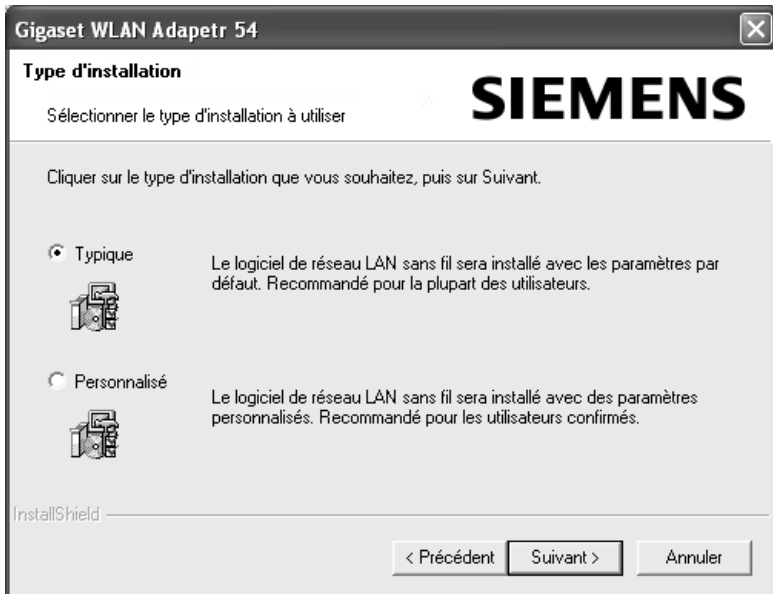 Gigaset WLAN Adapetr 54
Type d'installation
Sélectionner le type d'installation à utiliser
SIEMENS
Cliquer sur le type d'installation que vous souhaitez, puis sur Suivant.
Typique
Le logiciel de réseau LAN sans fil sera installé avec les paramètres par
défaut. Recommandé pour la plupart des utilisateurs.
Personnalisé
Le logiciel de réseau LAN sans fil sera installé avec des paramètres
personnalisés. Recommandé pour les utilisateurs confirmés.
InstallShield
< Précédent Suivant > Annuler